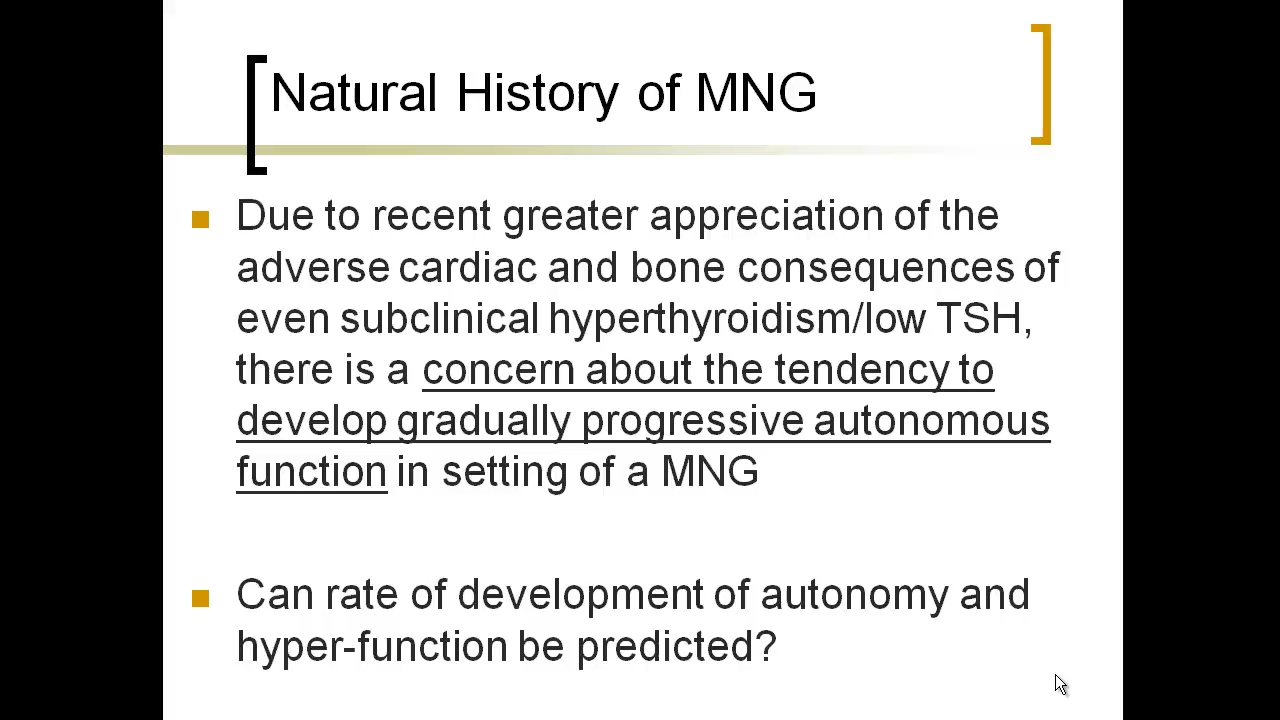 Natural History of MNG
Due to recent greater appreciation of the
adverse cardiac and bone consequences of
even subclinical hyperthyroidism/low TSH,
there is a concern about the tendency to
develop gradually progressive autonomous
function in setting of a MNG
Can rate of development of autonomy and
hyper-function be predicted?